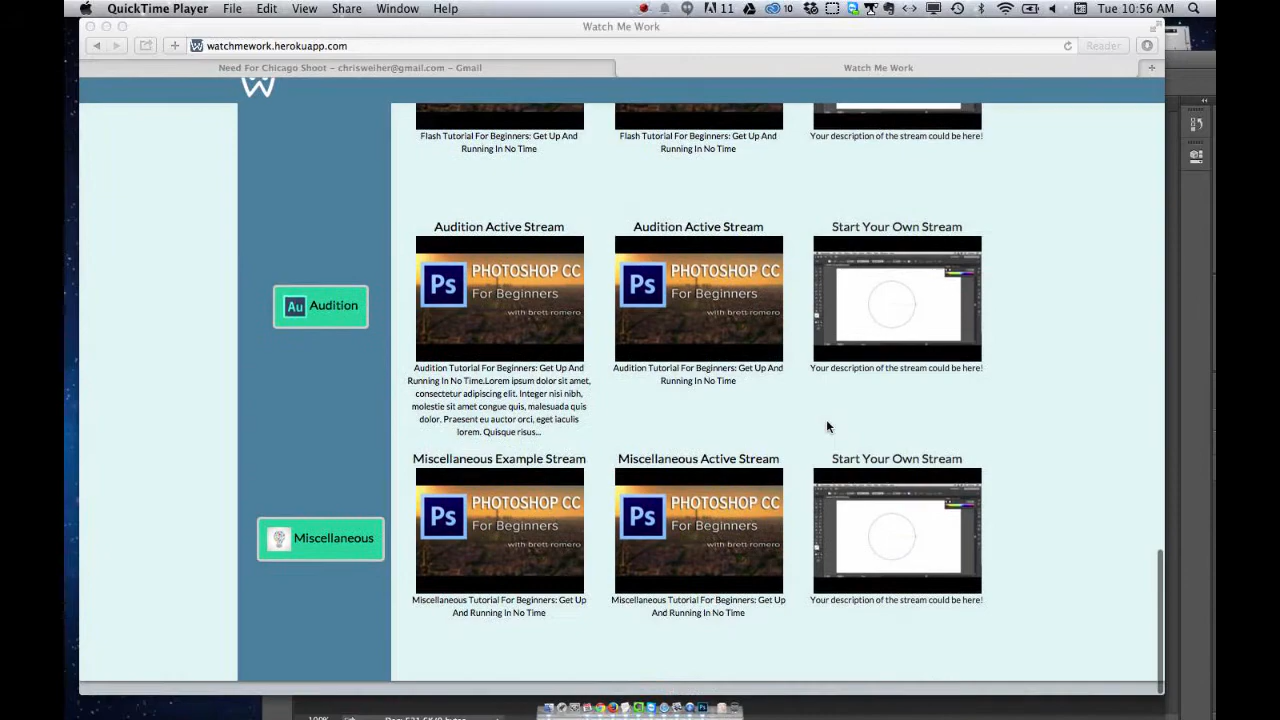 QuickTime Player File Edit View Share Window Help
11
10
Tue 10:56 AM
Watch Me Work
watchmework.herokuapp.com
Reader
Need For Chicago Shoot – chrisweiher@gmail.com – Gmail
Watch Me Work
W
Flash Tutorial For Beginners: Get Up And
Running In No Time
Flash Tutorial For Beginners: Get Up And
Running In No Time
Your description of the stream could be here!
Audition Active Stream
Audition Active Stream
Start Your Own Stream
Ps
PHOTOSHOP CC
For Beginners
with brett romero
Ps
PHOTOSHOP CC
For Beginners
with brett romero
Au Audition
Audition Tutorial For Beginners: Get Up And
Running In No Time.Lorem ipsum dolor sit amet,
consectetur adipiscing elit. Integer nisi nibh,
molestie sit amet congue quis, malesuada quis
dolor. Praesent eu auctor orci, eget iaculis
lorem. Quisque risus...
Audition Tutorial For Beginners: Get Up And
Running In No Time
Your description of the stream could be here!
Miscellaneous Example Stream
Miscellaneous Active Stream
Start Your Own Stream
Ps
PHOTOSHOP CC
For Beginners
with brett romero
Ps
PHOTOSHOP CC
For Beginners
with brett romero
Miscellaneous
Miscellaneous Tutorial For Beginners: Get Up
And Running In No Time
Miscellaneous Tutorial For Beginners: Get Up
And Running In No Time
Your description of the stream could be here!